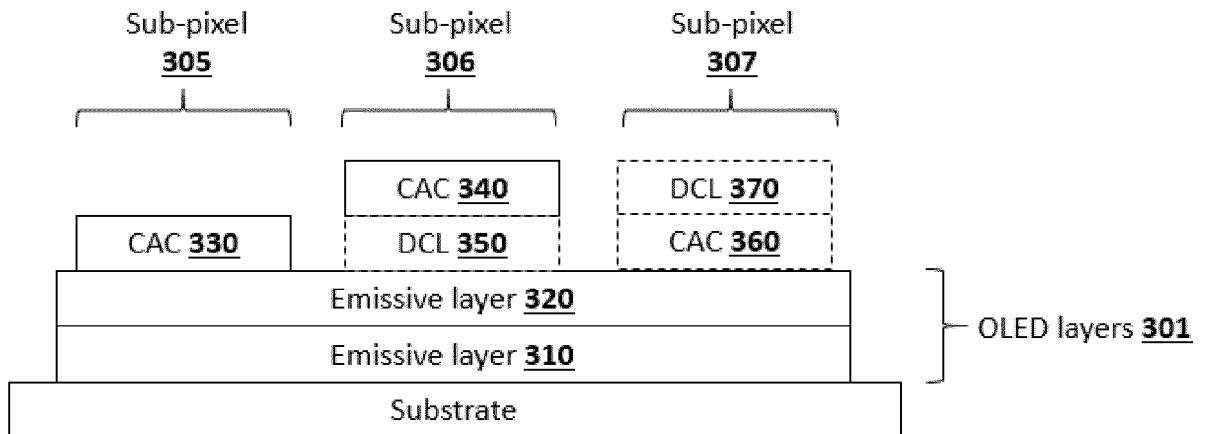 Sub-pixel Sub-pixel Sub-pixel
305 306 307
CAC 340 DCL 370
CAC 330 DCL 350 CAC 360
Emissive layer 320
OLED layers 301
Emissive layer 310
Substrate